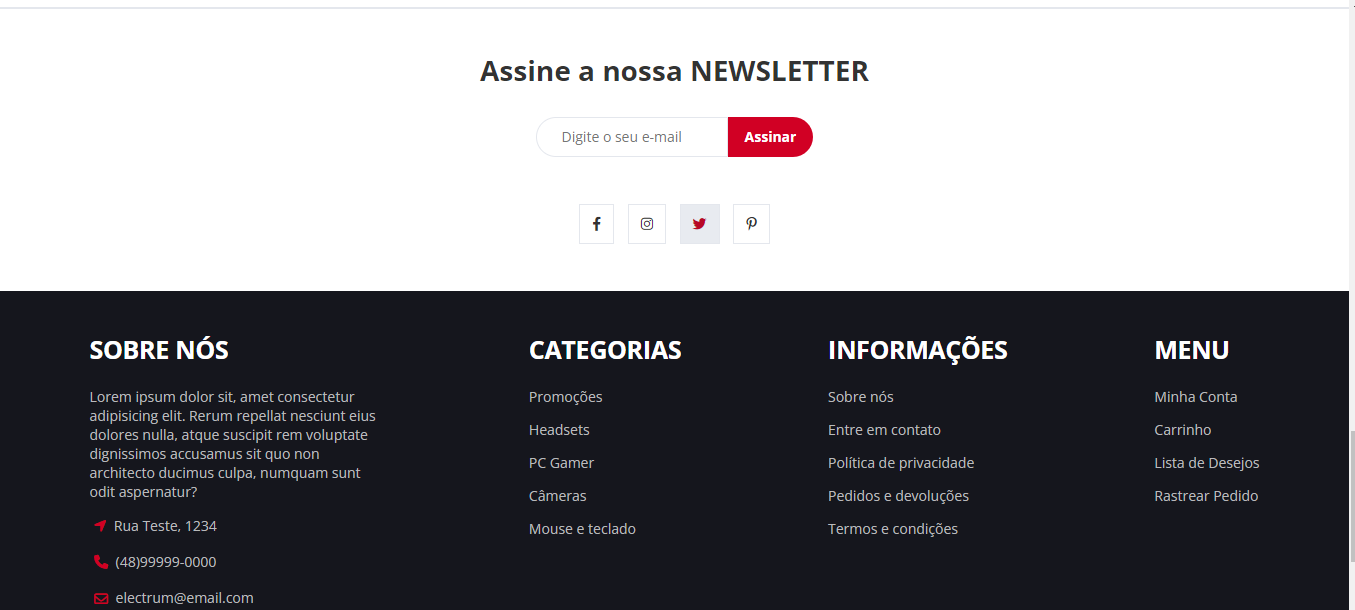 Assine a nossa NEWSLETTER
Digite o seu e-mail
Assinar
SOBRE NÓS
Lorem ipsum dolor sit, amet consectetur
adipisicing elit. Rerum repellat nesciunt eius
dolores nulla, atque suscipit rem voluptate
dignissimos accusamus sit quo non
architecto ducimus culpa, numquam sunt
odit aspernatur?
Rua Teste, 1234
(48)99999-0000
electrum@email.com
CATEGORIAS
Promoções
Headsets
PC Gamer
Câmeras
Mouse e teclado
INFORMAÇÕES
Sobre nós
Entre em contato
Política de privacidade
Pedidos e devoluções
Termos e condições
MENU
Minha Conta
Carrinho
Lista de Desejos
Rastrear Pedido